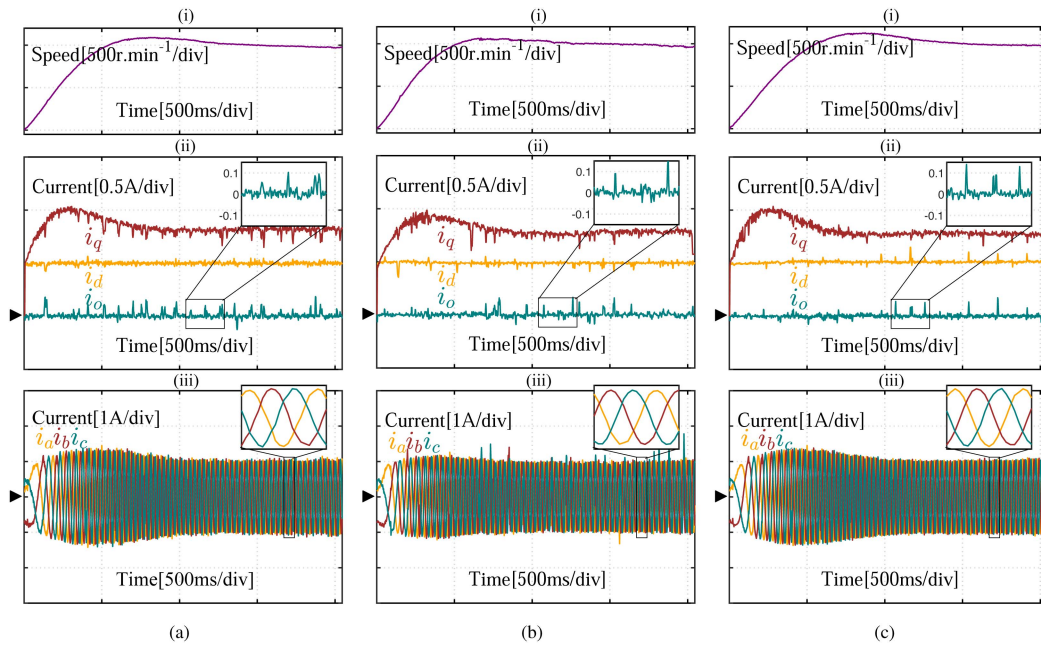 (i)
Speed[500r.min⁻¹/div]
Time[500ms/div]
(ii)
Current[0.5A/div]
0.1
0
-0.1
i_q
i_d
i_o
Time[500ms/div]
(iii)
Current[1A/div]
i_a i_b i_c
Time[500ms/div]
(a)
(i)
Speed[500r.min⁻¹/div]
Time[500ms/div]
(ii)
Current[0.5A/div]
0.1
0
-0.1
i_q
i_d
i_o
Time[500ms/div]
(iii)
Current[1A/div]
i_a i_b i_c
Time[500ms/div]
(b)
(i)
Speed[500r.min⁻¹/div]
Time[500ms/div]
(ii)
Current[0.5A/div]
0.1
0
-0.1
i_q
i_d
i_o
Time[500ms/div]
(iii)
Current[1A/div]
i_a i_b i_c
Time[500ms/div]
(c)